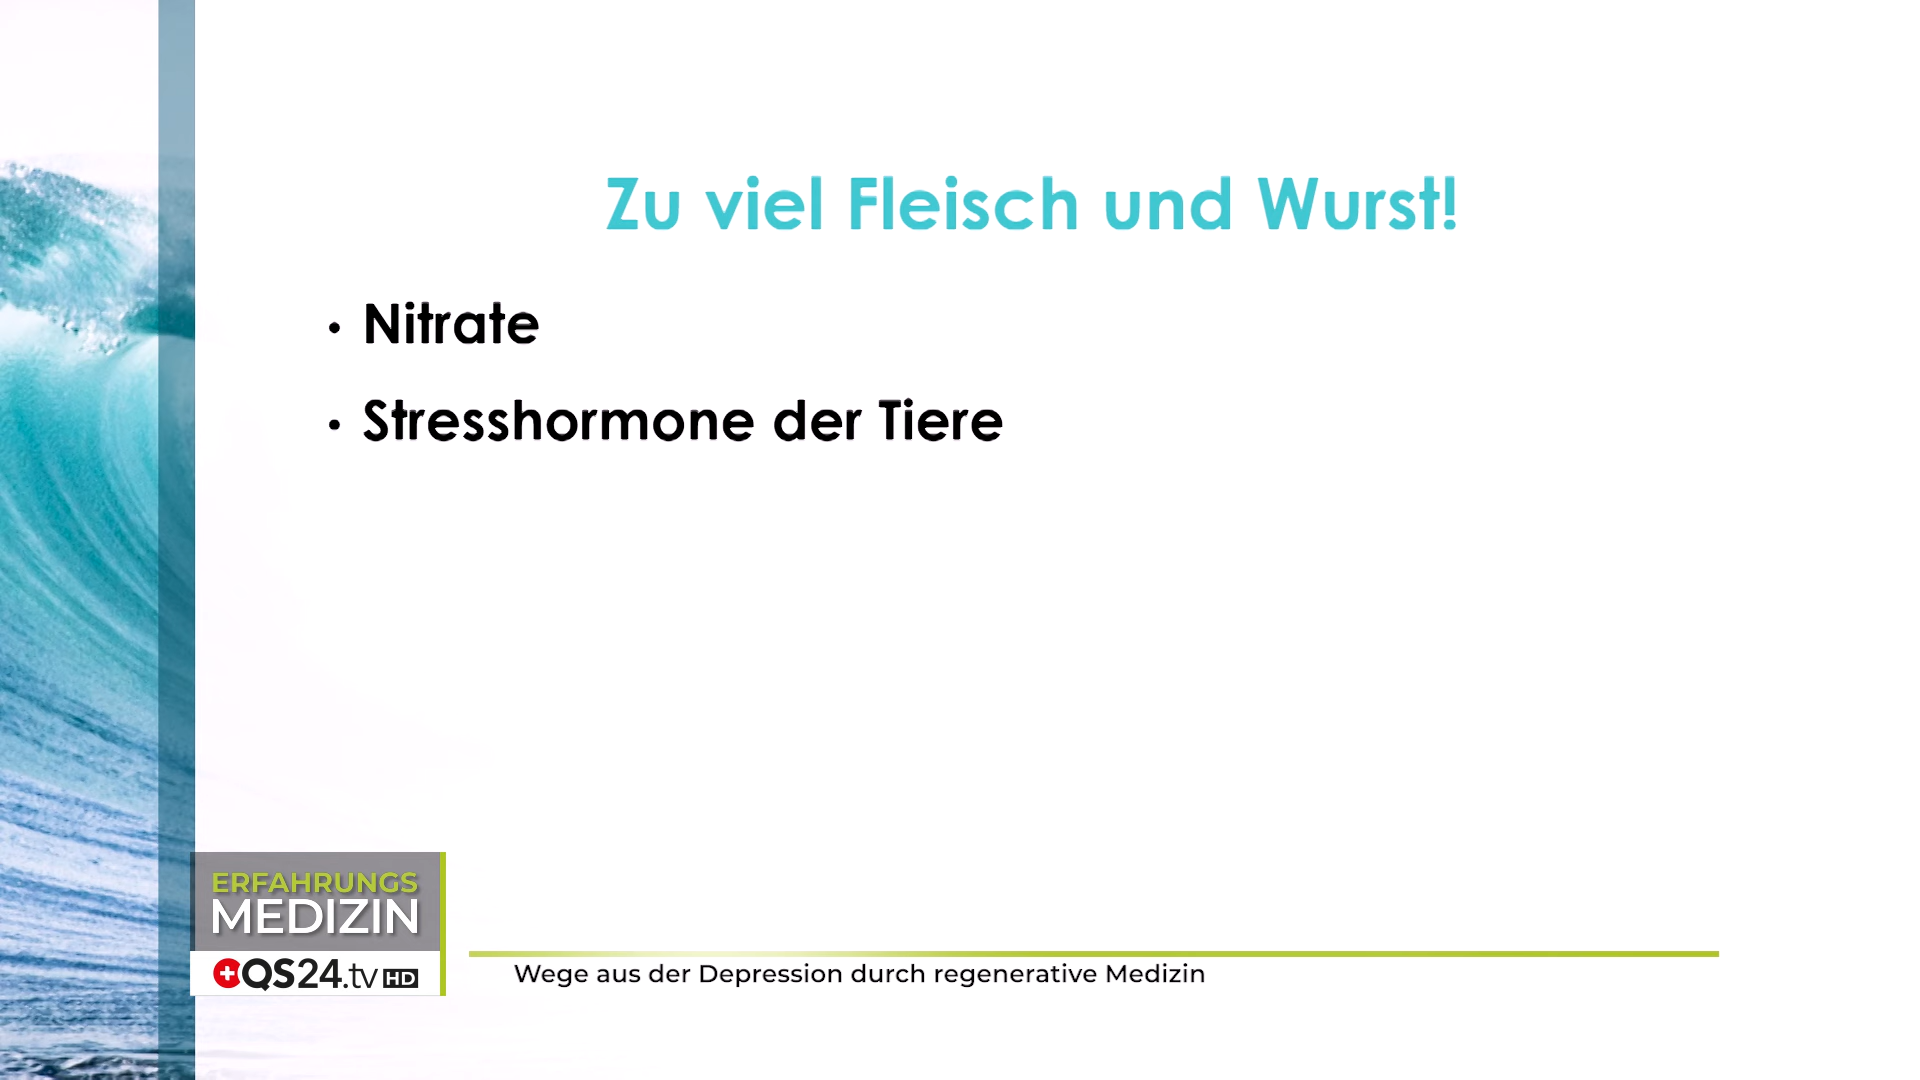 Zu viel Fleisch und Wurst!
• Nitrate
• Stresshormone der Tiere
ERFAHRUNGS
MEDIZIN
QS24.tv HD
Wege aus der Depression durch regenerative Medizin